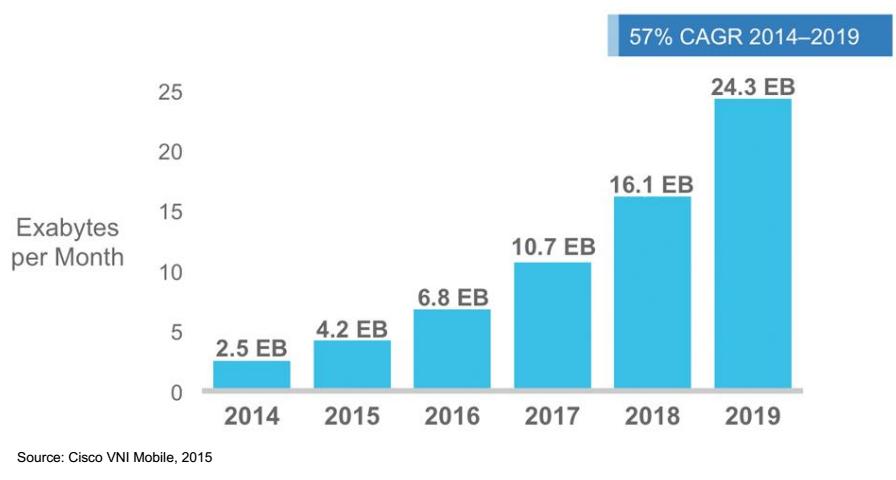 57% CAGR 2014–2019
25
20
15
10
5
0
Exabytes
per Month
2.5 EB
4.2 EB
6.8 EB
10.7 EB
16.1 EB
24.3 EB
2014
2015
2016
2017
2018
2019
Source: Cisco VNI Mobile, 2015